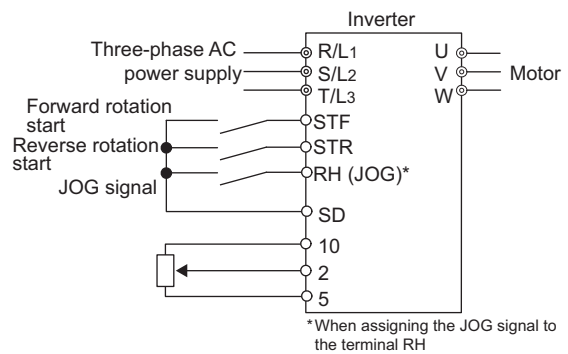 Inverter
Three-phase AC
power supply
R/L1
S/L2
T/L3
U
V
W
Motor
Forward rotation
start
STF
Reverse rotation
start
STR
JOG signal
RH (JOG)*
SD
10
2
5
*When assigning the JOG signal to
the terminal RH